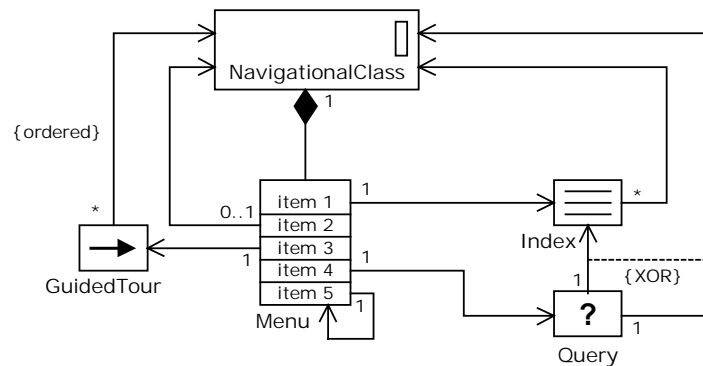 NavigationalClass
1
{ordered}
*
0..1
item 1
item 2
item 3
item 4
item 5
1
1
1
1
Menu
GuidedTour
*
Index
{XOR}
1
?
1
Query